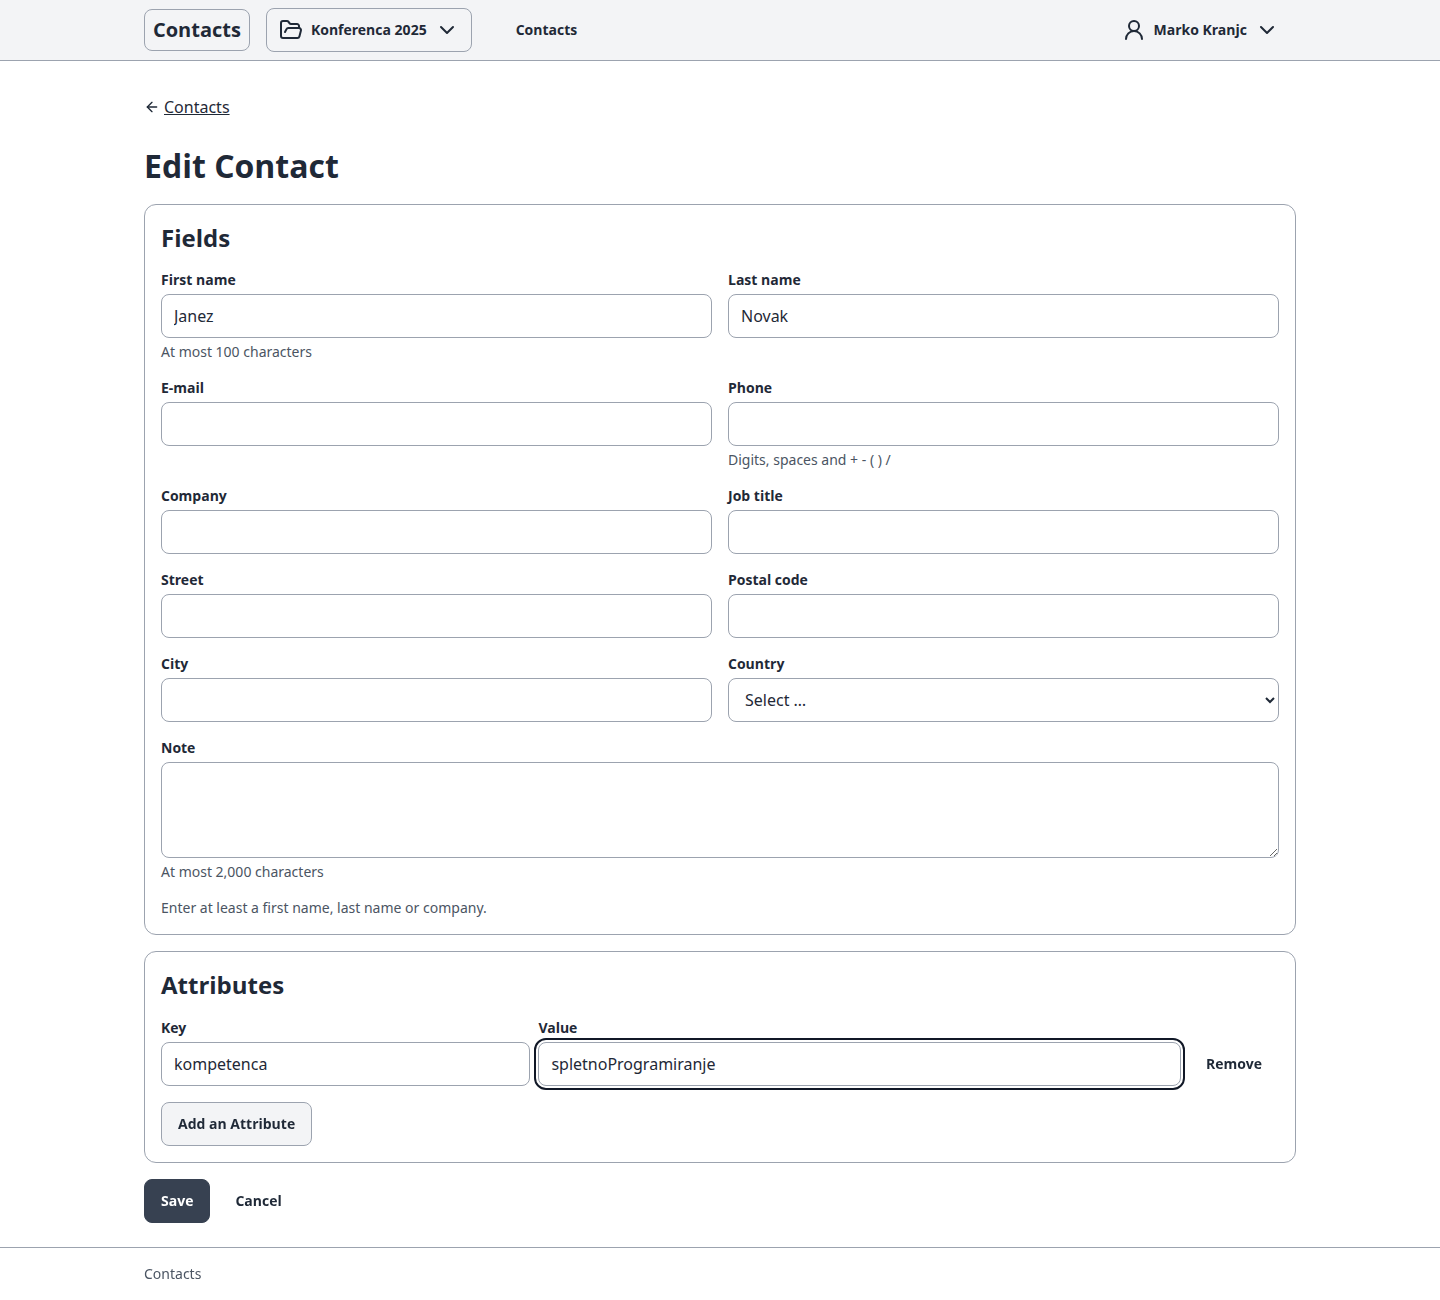 Contacts
Konferenca 2025
Contacts
Marko Kranjc
← Contacts
Edit Contact
Fields
First name
Last name
Janez
Novak
At most 100 characters
E-mail
Phone
Digits, spaces and + - ( ) /
Company
Job title
Street
Postal code
City
Country
Select ...
Note
At most 2,000 characters
Enter at least a first name, last name or company.
Attributes
Key
Value
kompetenca
spletnoProgramiranje
Remove
Add an Attribute
Save
Cancel
Contacts